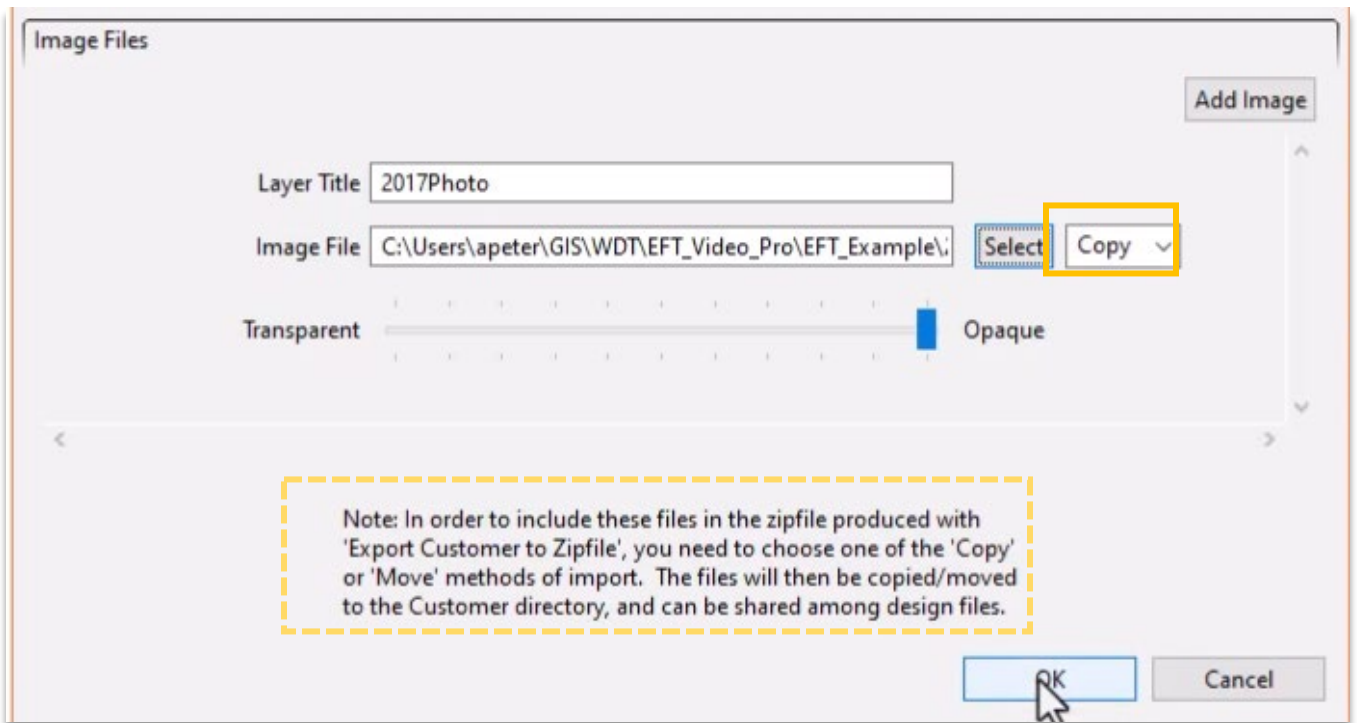 Image Files
Add Image
Layer Title 2017Photo
Image File C:\Users\apeter\GIS\WDT\EFT_Video_Pro\EFT_Example\ Select Copy
Transparent Opaque
Note: In order to include these files in the zipfile produced with
'Export Customer to Zipfile', you need to choose one of the 'Copy'
or 'Move' methods of import.  The files will then be copied/moved
to the Customer directory, and can be shared among design files.
OK Cancel